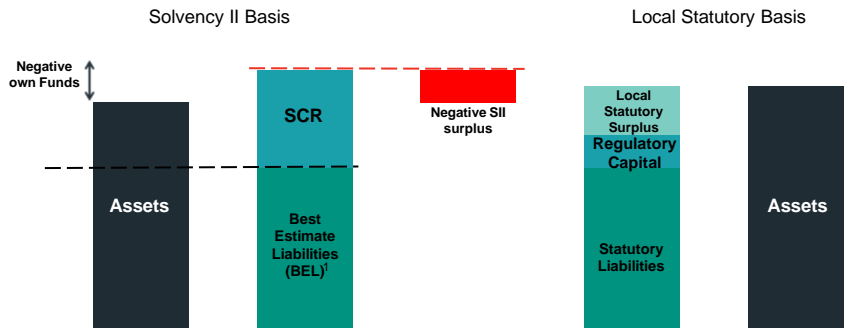 Solvency II Basis
Local Statutory Basis
Negative
own Funds
Assets
SCR
Best
Estimate
Liabilities
(BEL)1
Negative SII
surplus
Local
Statutory
Surplus
Regulatory
Capital
Statutory
Liabilities
Assets